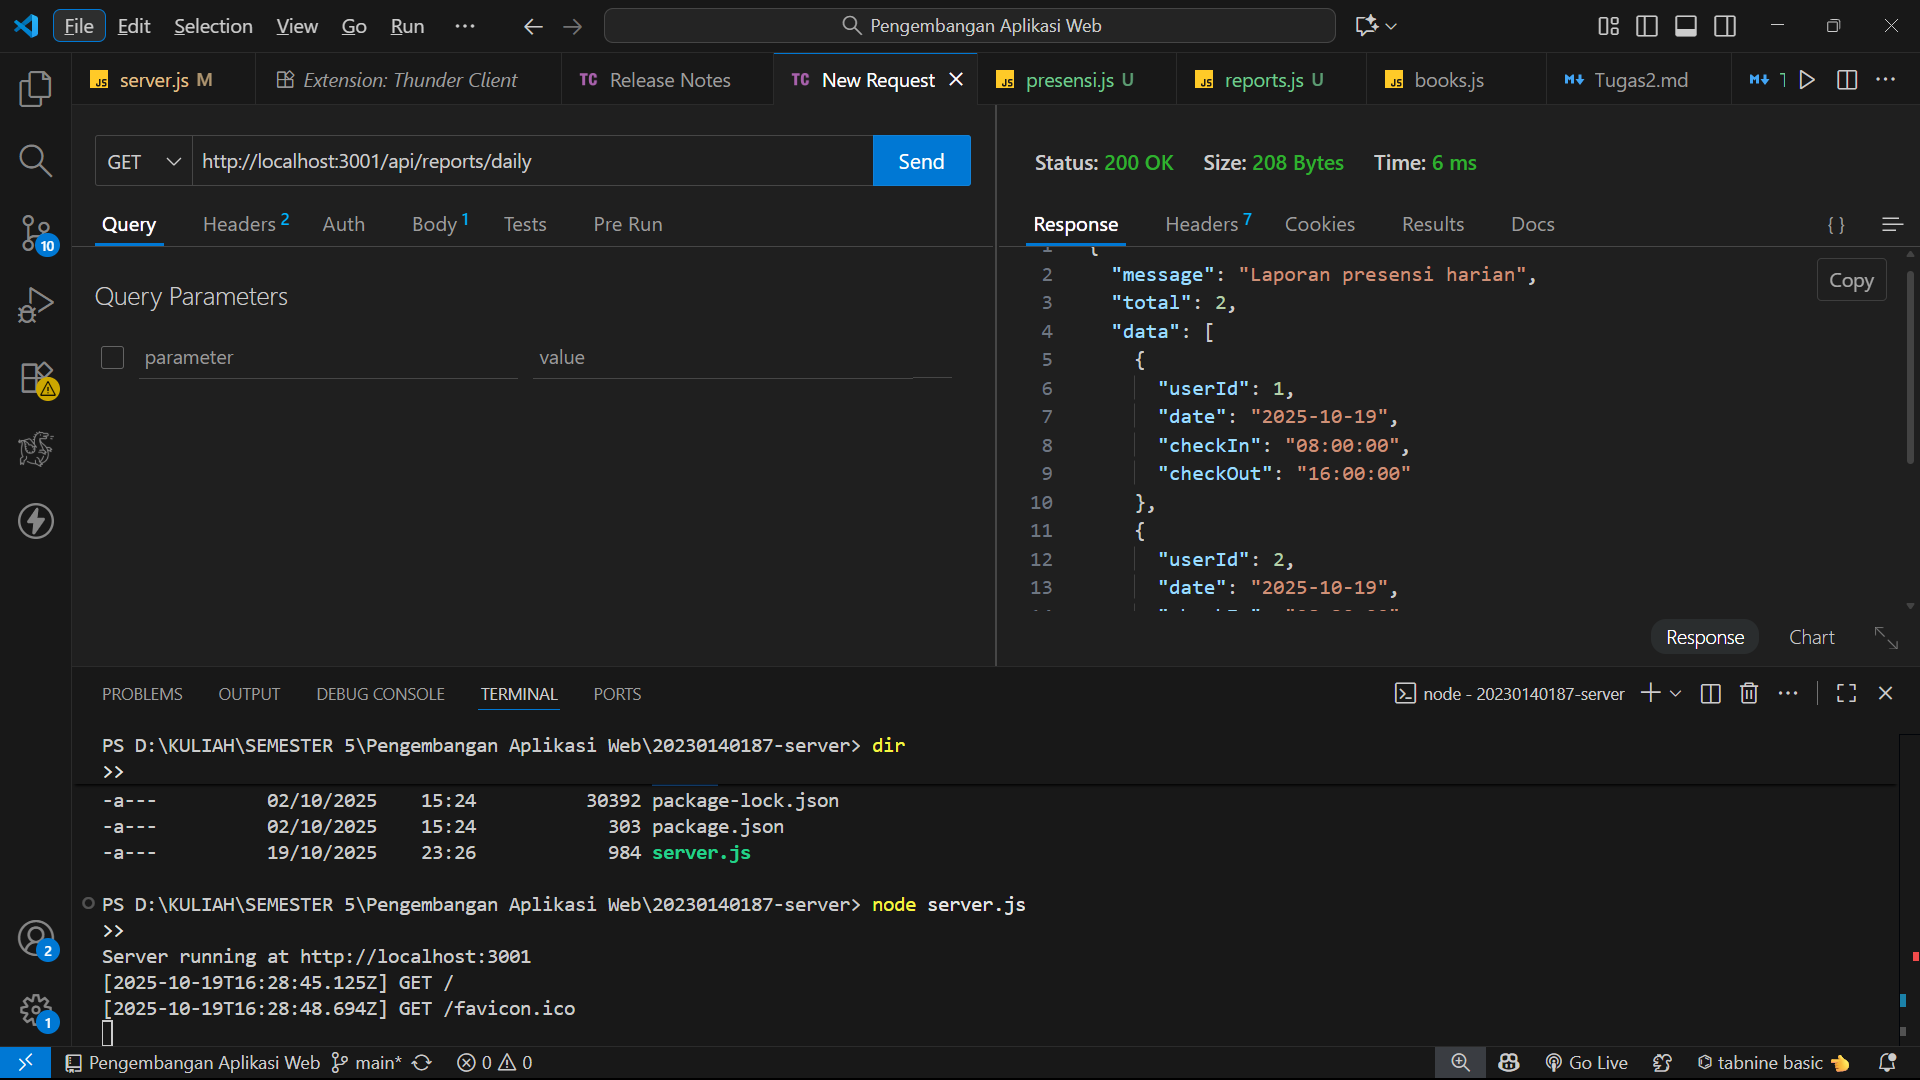 File Edit Selection View Go Run ··· Pengembangan Aplikasi Web
JS server.js M Extension: Thunder Client TC Release Notes TC New Request JS presensi.js U JS reports.js U JS books.js Tugas2.md T
GET http://localhost:3001/api/reports/daily Send
Query Headers 2 Auth Body 1 Tests Pre Run
Query Parameters
parameter value
Status: 200 OK Size: 208 Bytes Time: 6 ms
Response Headers 7 Cookies Results Docs { }
Copy
1 {
2 "message": "Laporan presensi harian",
3 "total": 2,
4 "data": [
5 {
6 "userId": 1,
7 "date": "2025-10-19",
8 "checkIn": "08:00:00",
9 "checkOut": "16:00:00"
10 },
11 {
12 "userId": 2,
13 "date": "2025-10-19",
Response Chart
10
2
1
PROBLEMS OUTPUT DEBUG CONSOLE TERMINAL PORTS node - 20230140187-server
PS D:\KULIAH\SEMESTER 5\Pengembangan Aplikasi Web\20230140187-server> dir
>>
-a--- 02/10/2025 15:24 30392 package-lock.json
-a--- 02/10/2025 15:24 303 package.json
-a--- 19/10/2025 23:26 984 server.js
PS D:\KULIAH\SEMESTER 5\Pengembangan Aplikasi Web\20230140187-server> node server.js
>>
Server running at http://localhost:3001
[2025-10-19T16:28:45.125Z] GET /
[2025-10-19T16:28:48.694Z] GET /favicon.ico
Pengembangan Aplikasi Web main* 0 0 Go Live tabnine basic